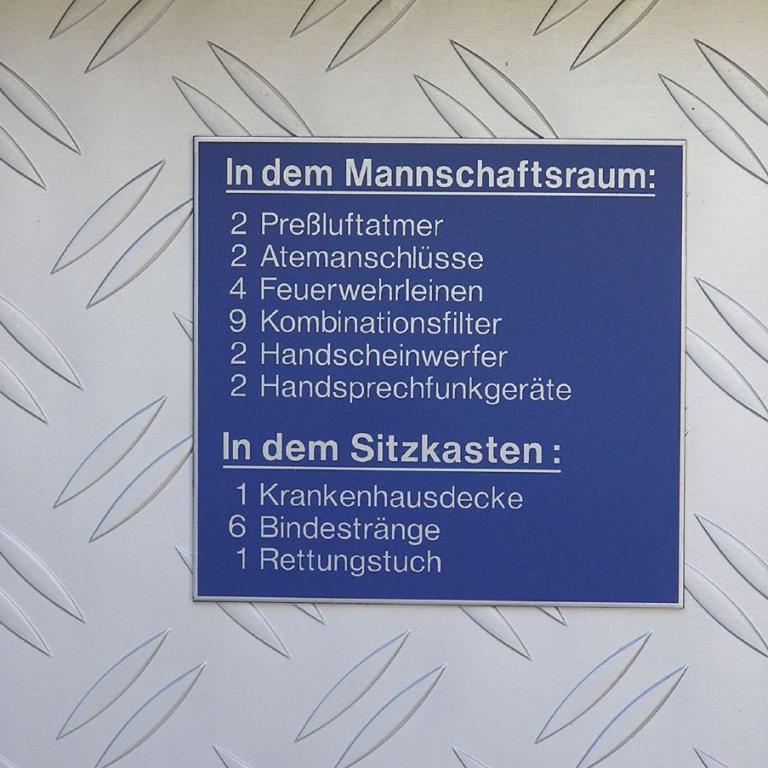 In dem Mannschaftsraum:
2 Preßluftatmer
2 Atemanschlüsse
4 Feuerwehrleinen
9 Kombinationsfilter
2 Handscheinwerfer
2 Handsprechfunkgeräte
In dem Sitzkasten :
1 Krankenhausdecke
6 Bindestränge
1 Rettungstuch